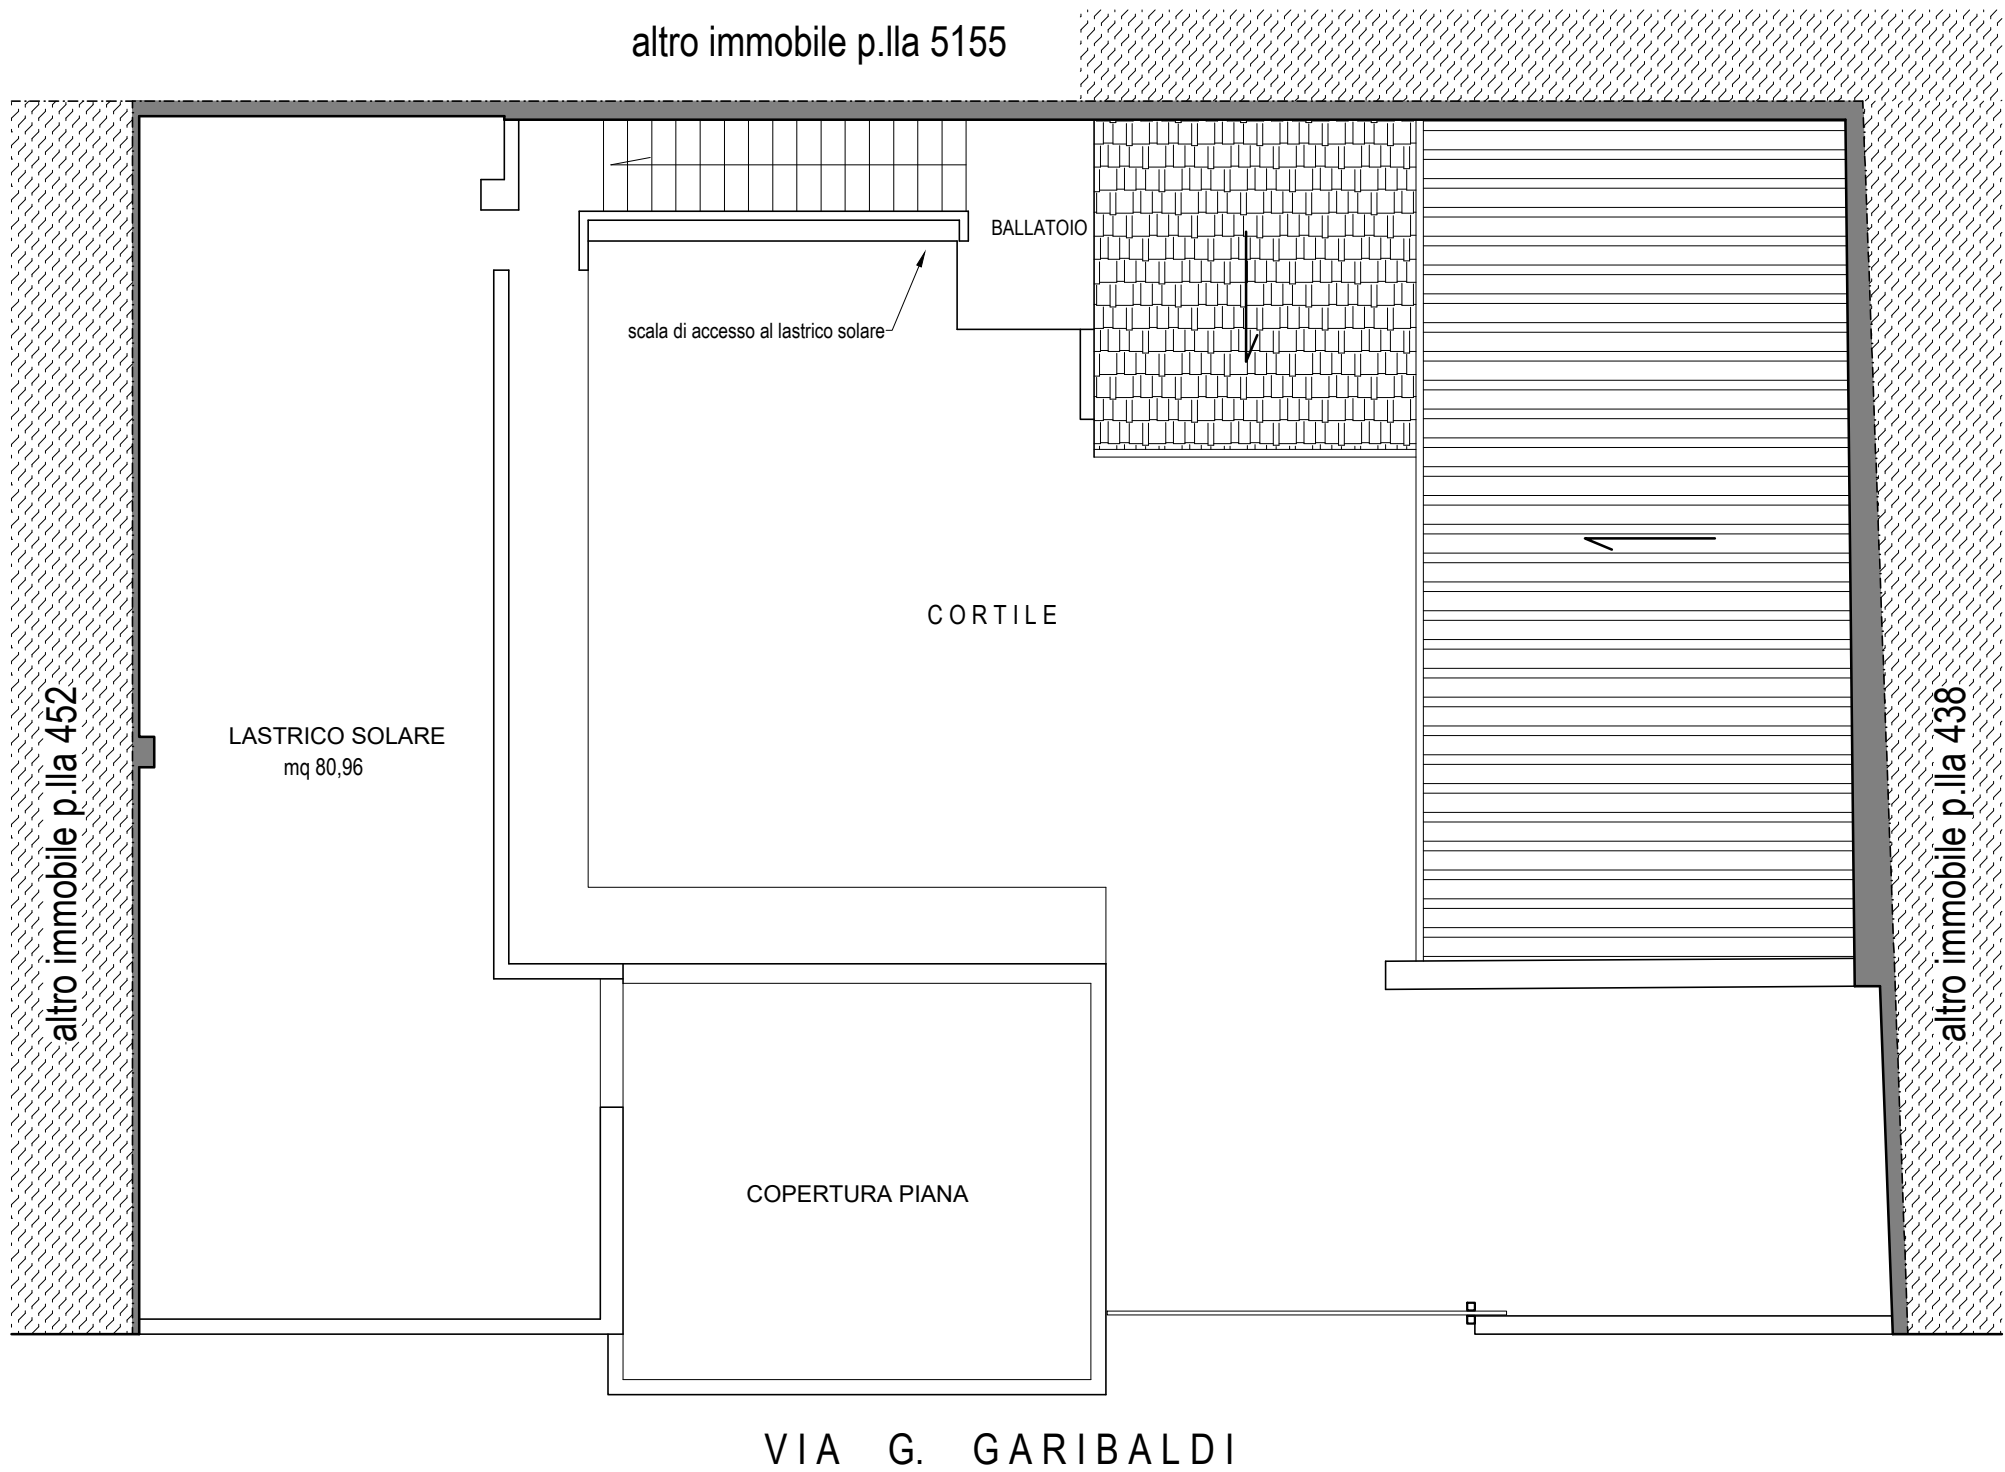 altro immobile p.lla 5155
BALLATOIO
scala di accesso al lastrico solare
CORTILE
altro immobile p.lla 452
LASTRICO SOLARE
mq 80,96
altro immobile p.lla 438
COPERTURA PIANA
VIA G. GARIBALDI